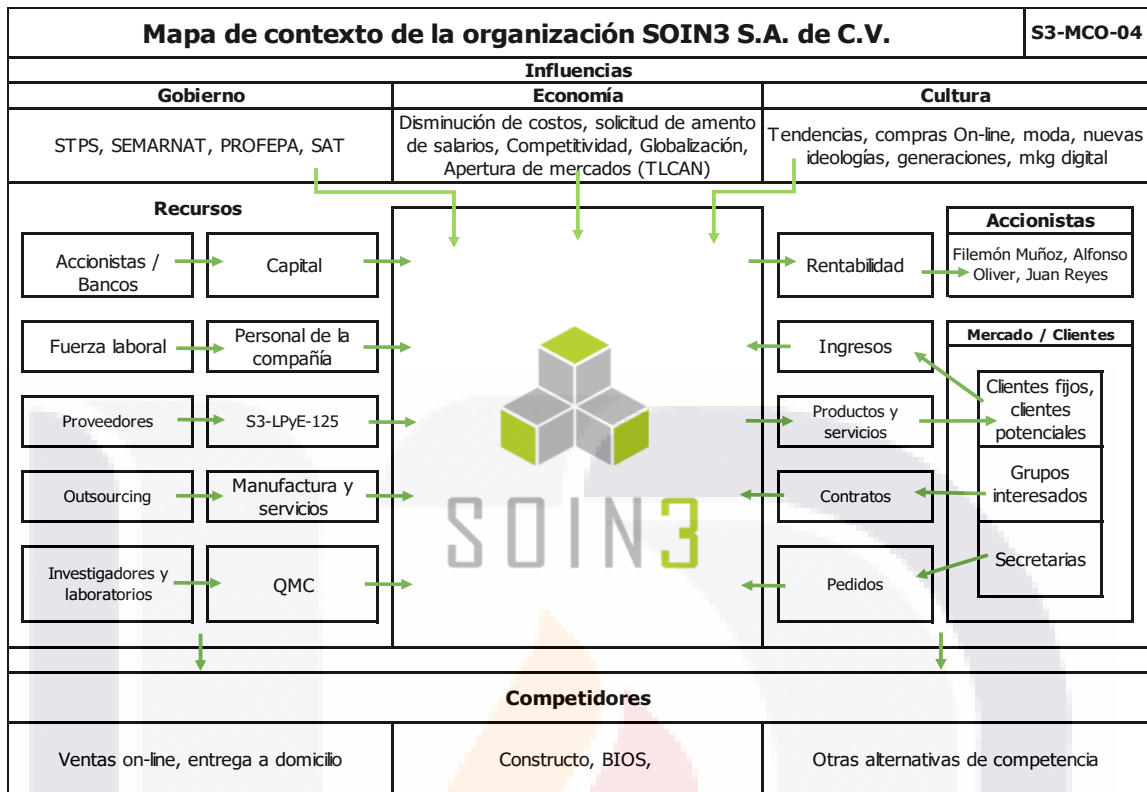 Mapa de contexto de la organización SOIN3 S.A. de C.V.
S3-MCO-04
Influencias
Gobierno
Economía
Cultura
STPS, SEMARNAT, PROFEPA, SAT
Disminución de costos, solicitud de amento
de salarios, Competitividad, Globalización,
Apertura de mercados (TLCAN)
Tendencias, compras On-line, moda, nuevas
ideologías, generaciones, mkg digital
Recursos
Accionistas /
Bancos
Capital
Fuerza laboral
Personal de la
compañía
Proveedores
S3-LPyE-125
Outsourcing
Manufactura y
servicios
Investigadores y
laboratorios
QMC
SOIN3
Rentabilidad
Ingresos
Productos y
servicios
Contratos
Pedidos
Accionistas
Filemón Muñoz, Alfonso
Oliver, Juan Reyes
Mercado / Clientes
Clientes fijos,
clientes
potenciales
Grupos
interesados
Secretarias
Competidores
Ventas on-line, entrega a domicilio
Constructo, BIOS,
Otras alternativas de competencia